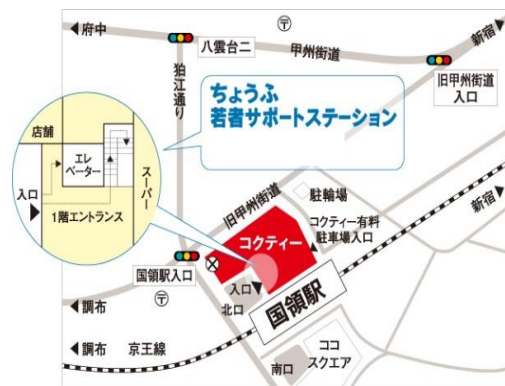 府中
八雲台二
甲州街道
新宿
旧甲州街道
入口
狛江通り
ちょうふ
若者サポートステーション
店舗
エレ
ベーター
スーパー
入口
1階エントランス
旧甲州街道
駐輪場
コクティー有料
駐車場入口
新宿
コクティー
国領駅入口
入口
北口
国領駅
調布
調布 京王線
ココ
スクエア
南口